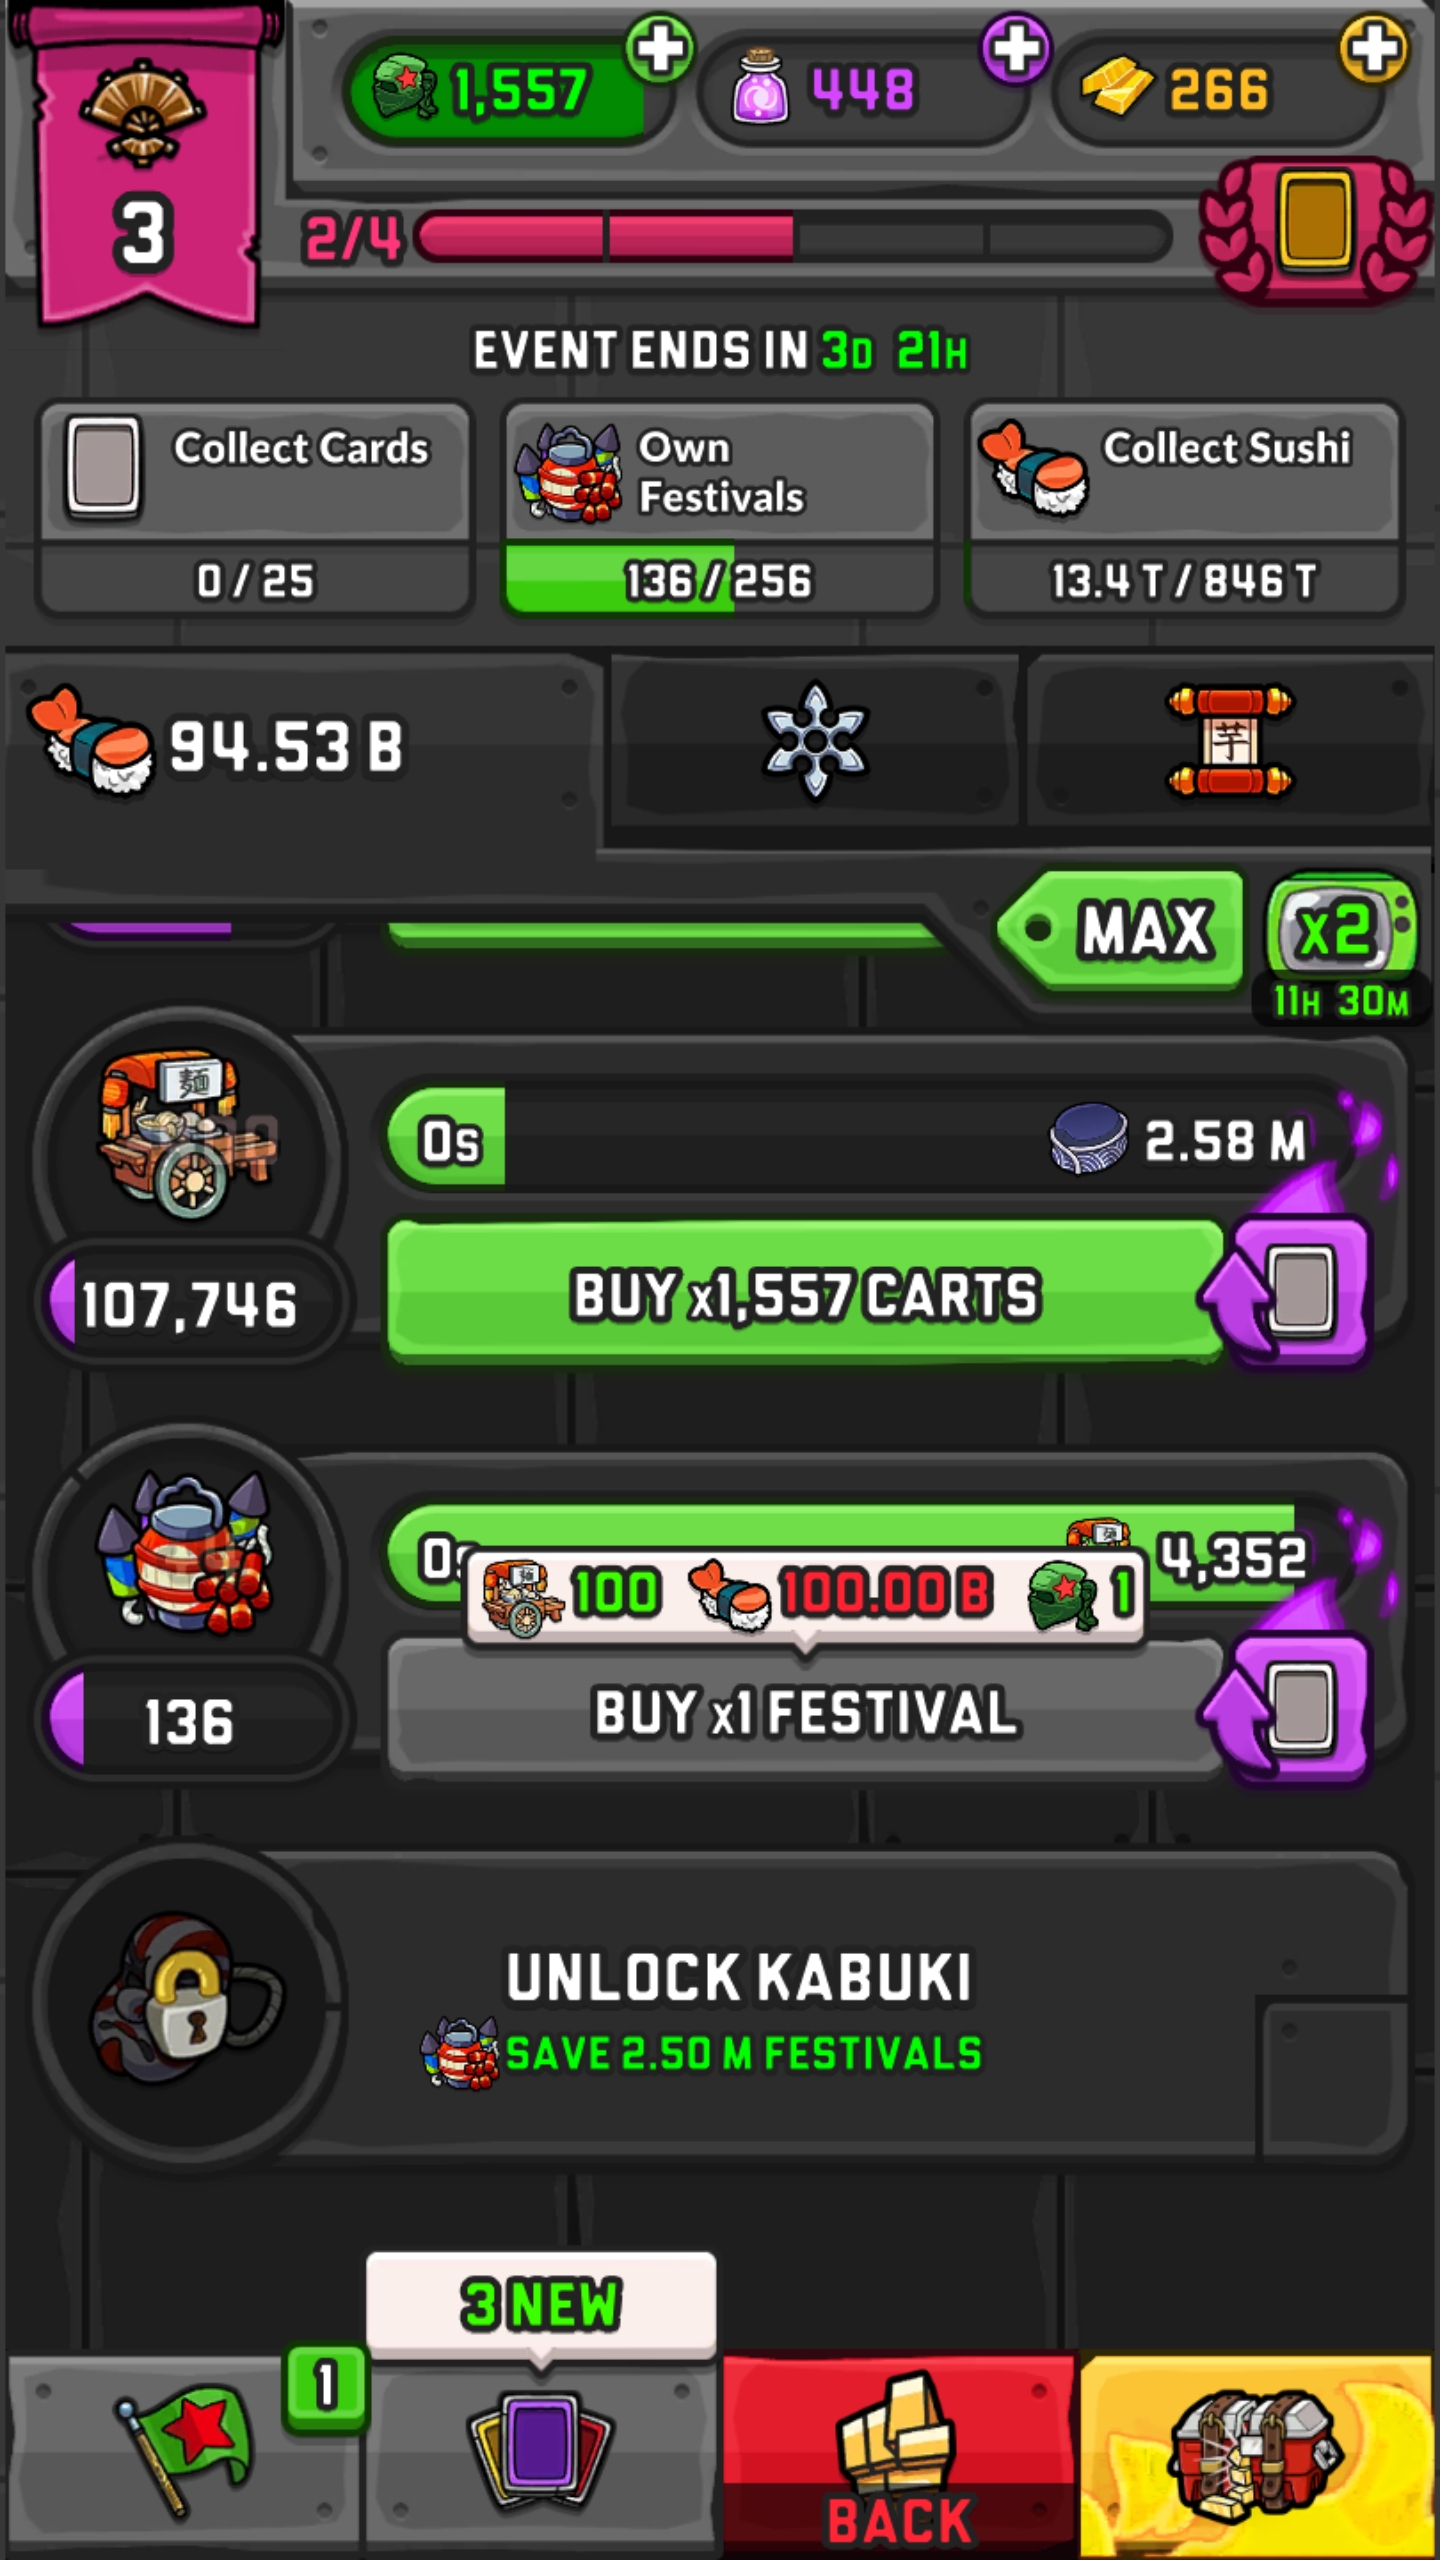 1,557
448
266
3
2/4
EVENT ENDS IN 3D 21H
Collect Cards
0 / 25
Own
Festivals
136 / 256
Collect Sushi
13.4 T / 846 T
94.53 B
芋
MAX
x2
11H 30M
麺
0s
2.58 M
107,746
BUY x1,557 CARTS
4,352
100
100.00 B
1
136
BUY x1 FESTIVAL
UNLOCK KABUKI
SAVE 2.50 M FESTIVALS
3 NEW
1
BACK